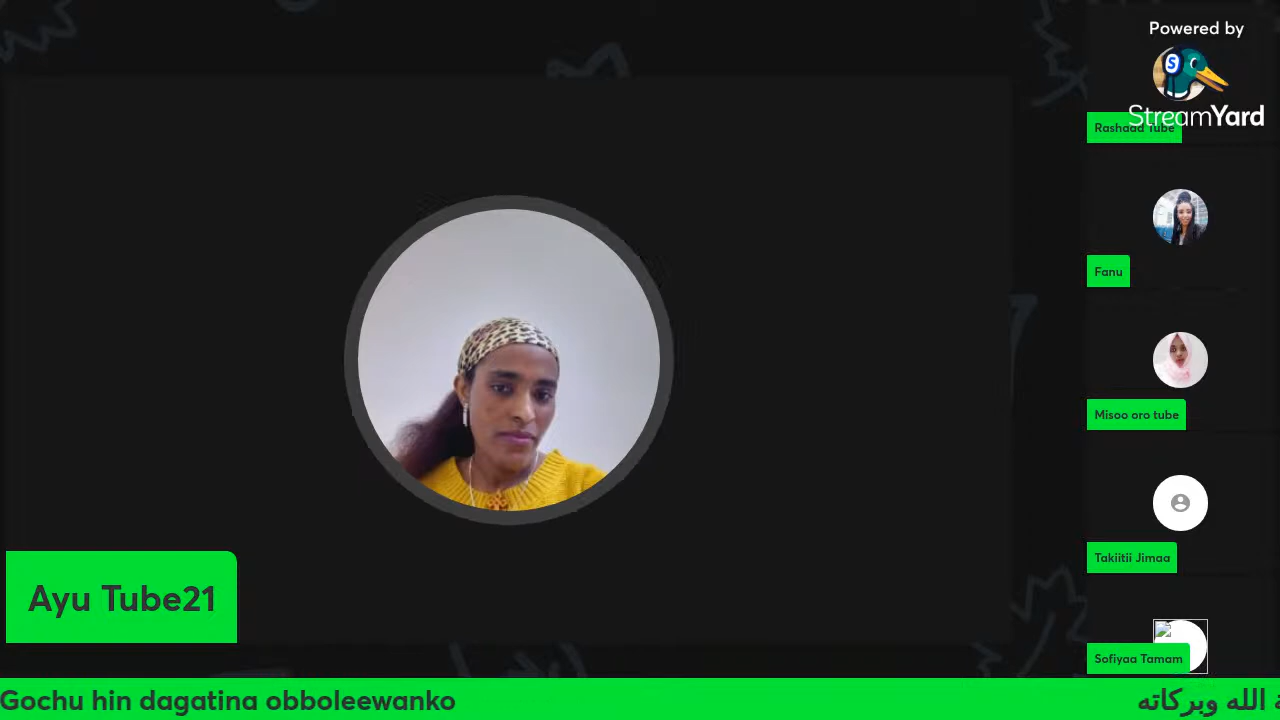 Powered by
StreamYard
Rashaad Tube
Fanu
Misoo oro tube
Takiitii Jimaa
Sofiyaa Tamam
Ayu Tube21
Gochu hin dagatina obboleewanko
الله وبركاته